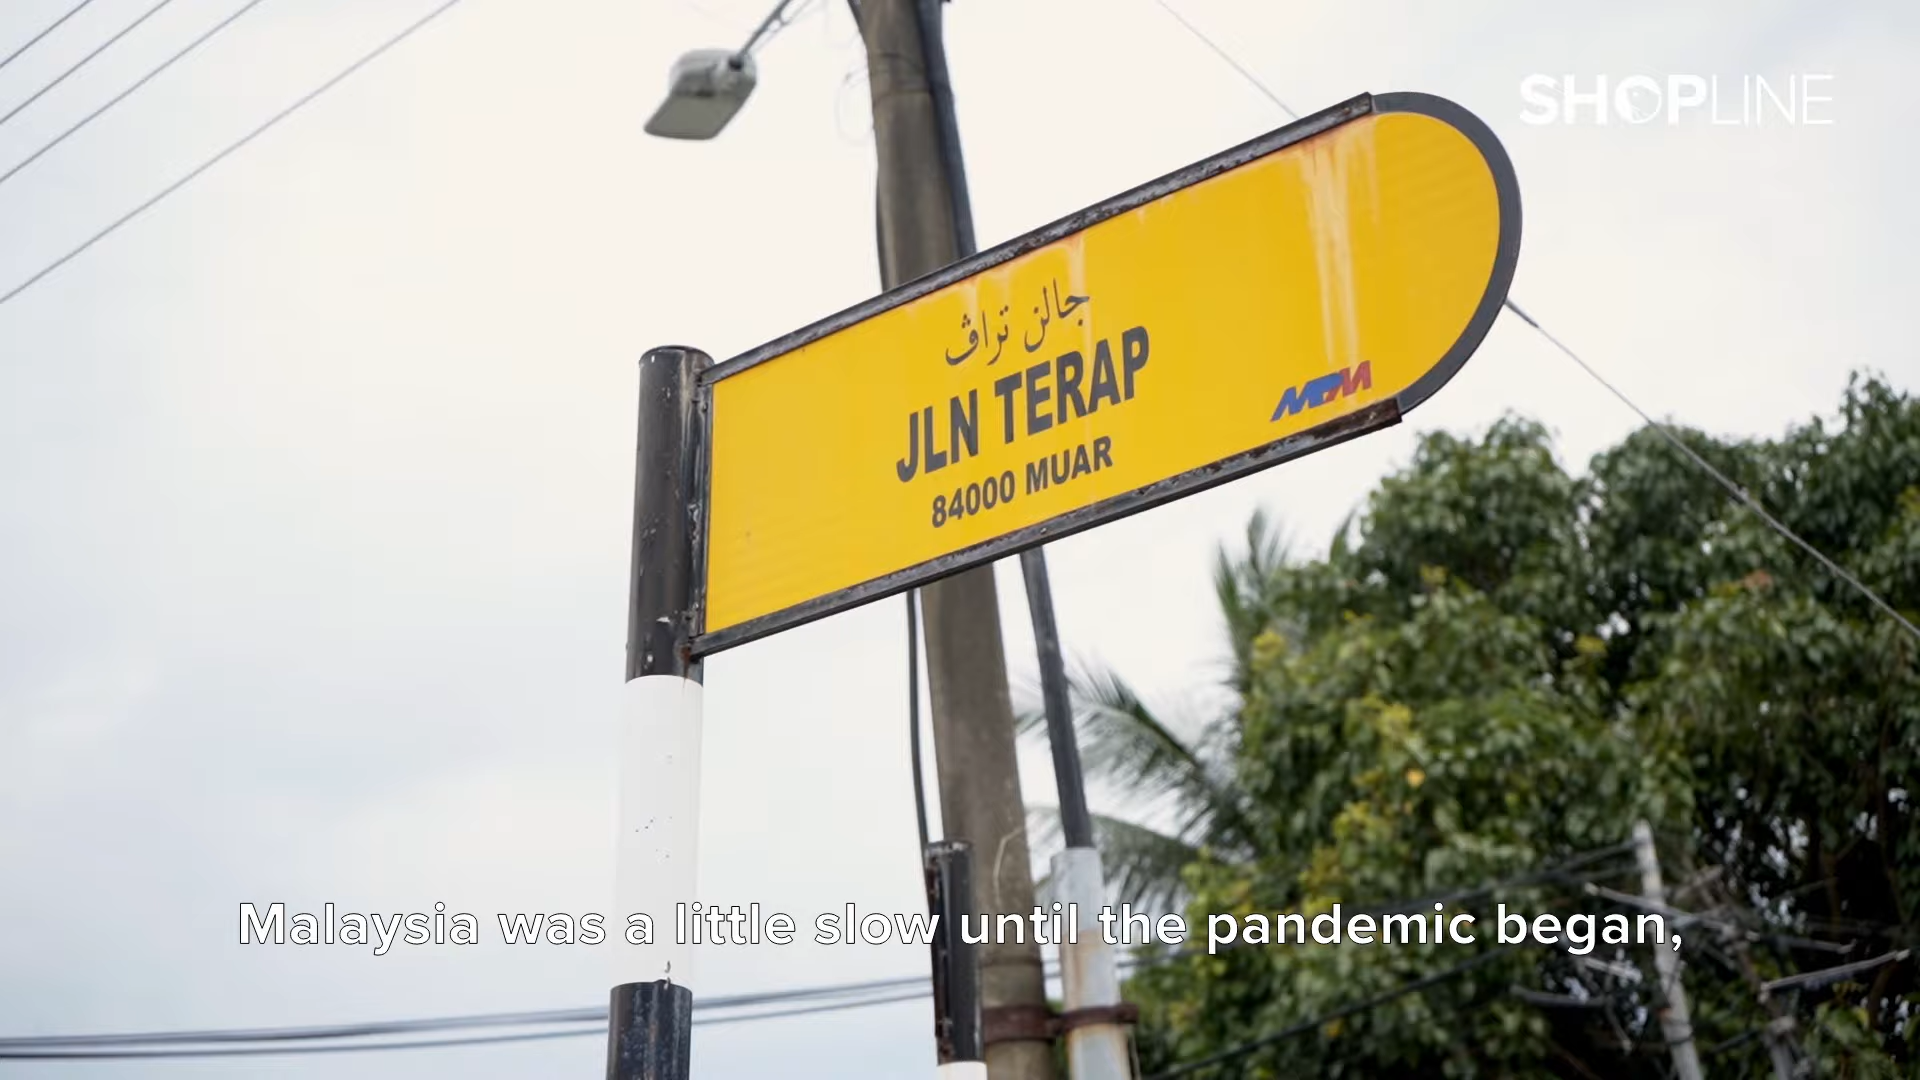 SHOPLINE
جالن تراڤ
JLN TERAP
84000 MUAR
MPM
Malaysia was a little slow until the pandemic began,